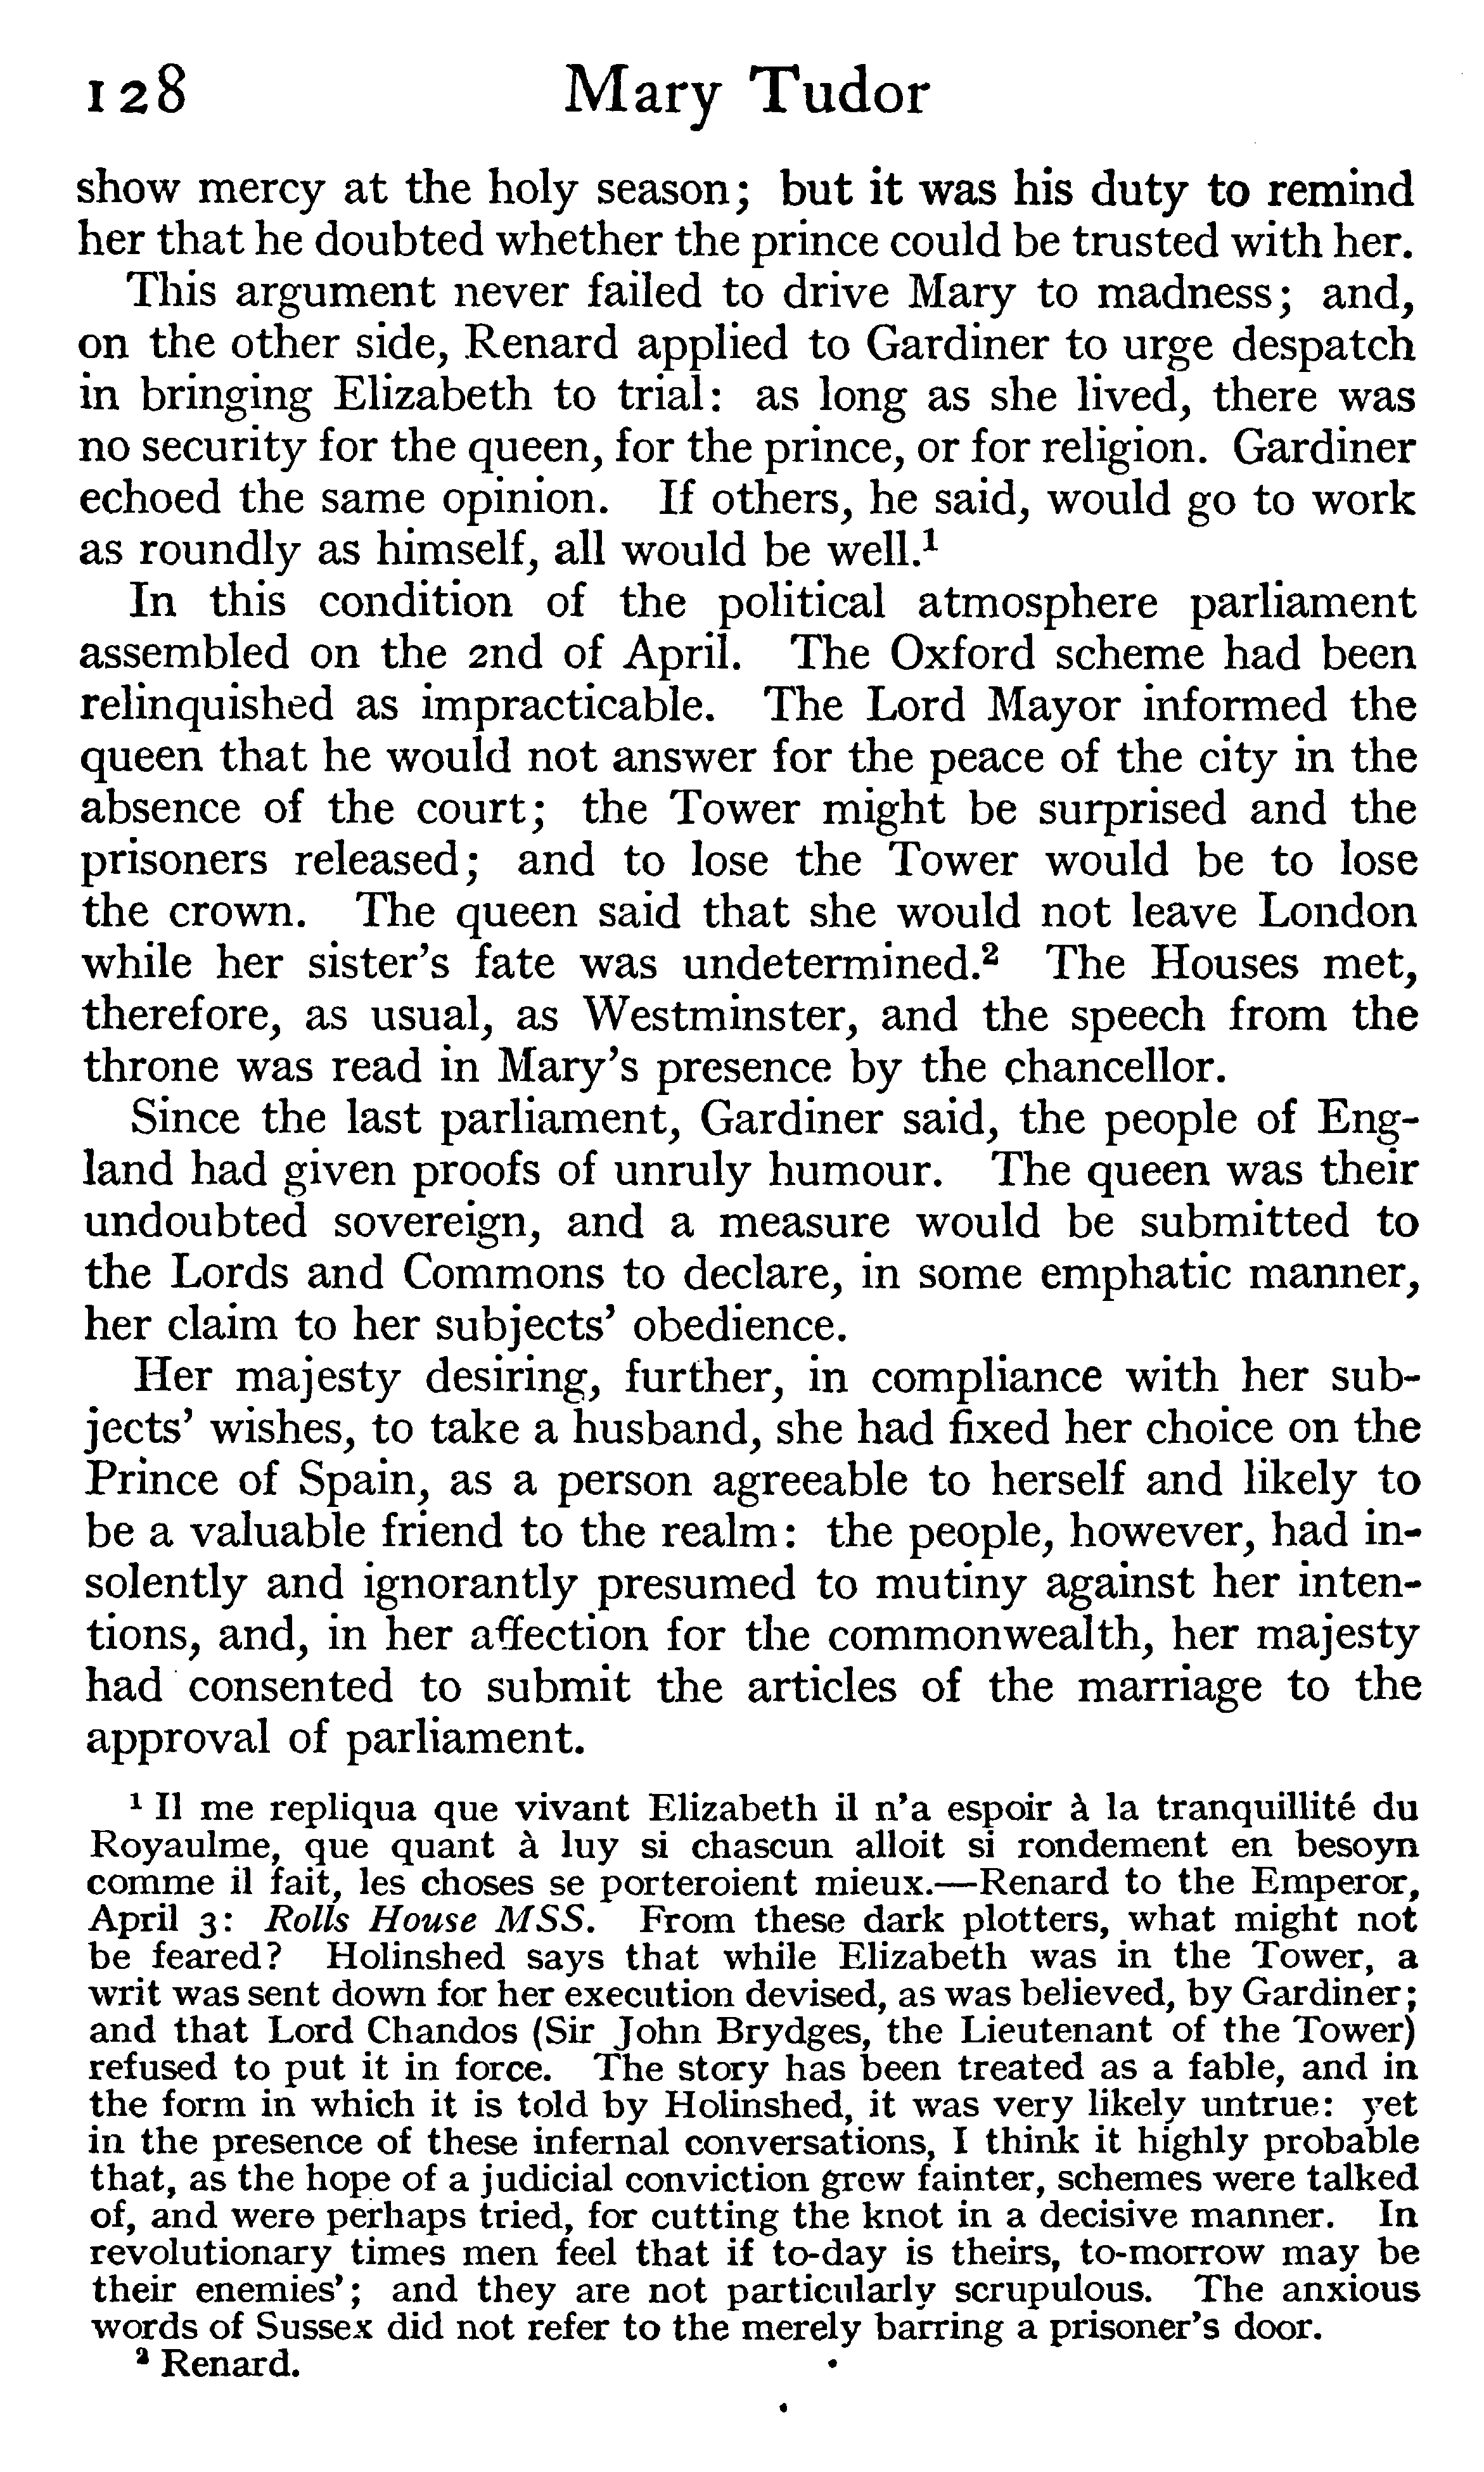 128 Mary Tudor
show mercy at the holy season; but it was his duty to remind
her that he doubted whether the prince could be trusted with her.
This argument never failed to drive Mary to madness; and,
on the other side, Renard applied to Gardiner to urge despatch
in bringing Elizabeth to trial: as long as she lived, there was
no security for the queen, for the prince, or for religion. Gardiner
echoed the same opinion. If others, he said, would go to work
as roundly as himself, all would be well.¹
In this condition of the political atmosphere parliament
assembled on the 2nd of April. The Oxford scheme had been
relinquished as impracticable. The Lord Mayor informed the
queen that he would not answer for the peace of the city in the
absence of the court; the Tower might be surprised and the
prisoners released; and to lose the Tower would be to lose
the crown. The queen said that she would not leave London
while her sister's fate was undetermined.² The Houses met,
therefore, as usual, as Westminster, and the speech from the
throne was read in Mary's presence by the chancellor.
Since the last parliament, Gardiner said, the people of Eng-
land had given proofs of unruly humour. The queen was their
undoubted sovereign, and a measure would be submitted to
the Lords and Commons to declare, in some emphatic manner,
her claim to her subjects' obedience.
Her majesty desiring, further, in compliance with her sub-
jects' wishes, to take a husband, she had fixed her choice on the
Prince of Spain, as a person agreeable to herself and likely to
be a valuable friend to the realm: the people, however, had in-
solently and ignorantly presumed to mutiny against her inten-
tions, and, in her affection for the commonwealth, her majesty
had consented to submit the articles of the marriage to the
approval of parliament.
¹ Il me repliqua que vivant Elizabeth il n'a espoir à la tranquillité du
Royaulme, que quant à luy si chascun alloit si rondement en besoyn
comme il fait, les choses se porteroient mieux.—Renard to the Emperor,
April 3: Rolls House MSS. From these dark plotters, what might not
be feared? Holinshed says that while Elizabeth was in the Tower, a
writ was sent down for her execution devised, as was believed, by Gardiner;
and that Lord Chandos (Sir John Brydges, the Lieutenant of the Tower)
refused to put it in force. The story has been treated as a fable, and in
the form in which it is told by Holinshed, it was very likely untrue: yet
in the presence of these infernal conversations, I think it highly probable
that, as the hope of a judicial conviction grew fainter, schemes were talked
of, and were perhaps tried, for cutting the knot in a decisive manner. In
revolutionary times men feel that if to-day is theirs, to-morrow may be
their enemies'; and they are not particularly scrupulous. The anxious
words of Sussex did not refer to the merely barring a prisoner's door.
² Renard.